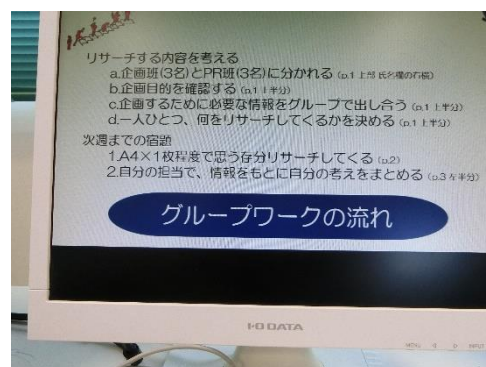 リサーチする内容を考える
a.企画班(3名)とPR班(3名)に分かれる (p.1 上部 氏名欄の右横)
b.企画目的を確認する (p.1 上半分)
c.企画するために必要な情報をグループで出し合う (p.1 上半分)
d.一人ひとつ、何をリサーチしてくるかを決める (p.1 上半分)
次週までの宿題
1.A4×1枚程度で思う存分リサーチしてくる (p.2)
2.自分の担当で、情報をもとに自分の考えをまとめる (p.3 左半分)
グループワークの流れ
I-O DATA
MENU
INPUT